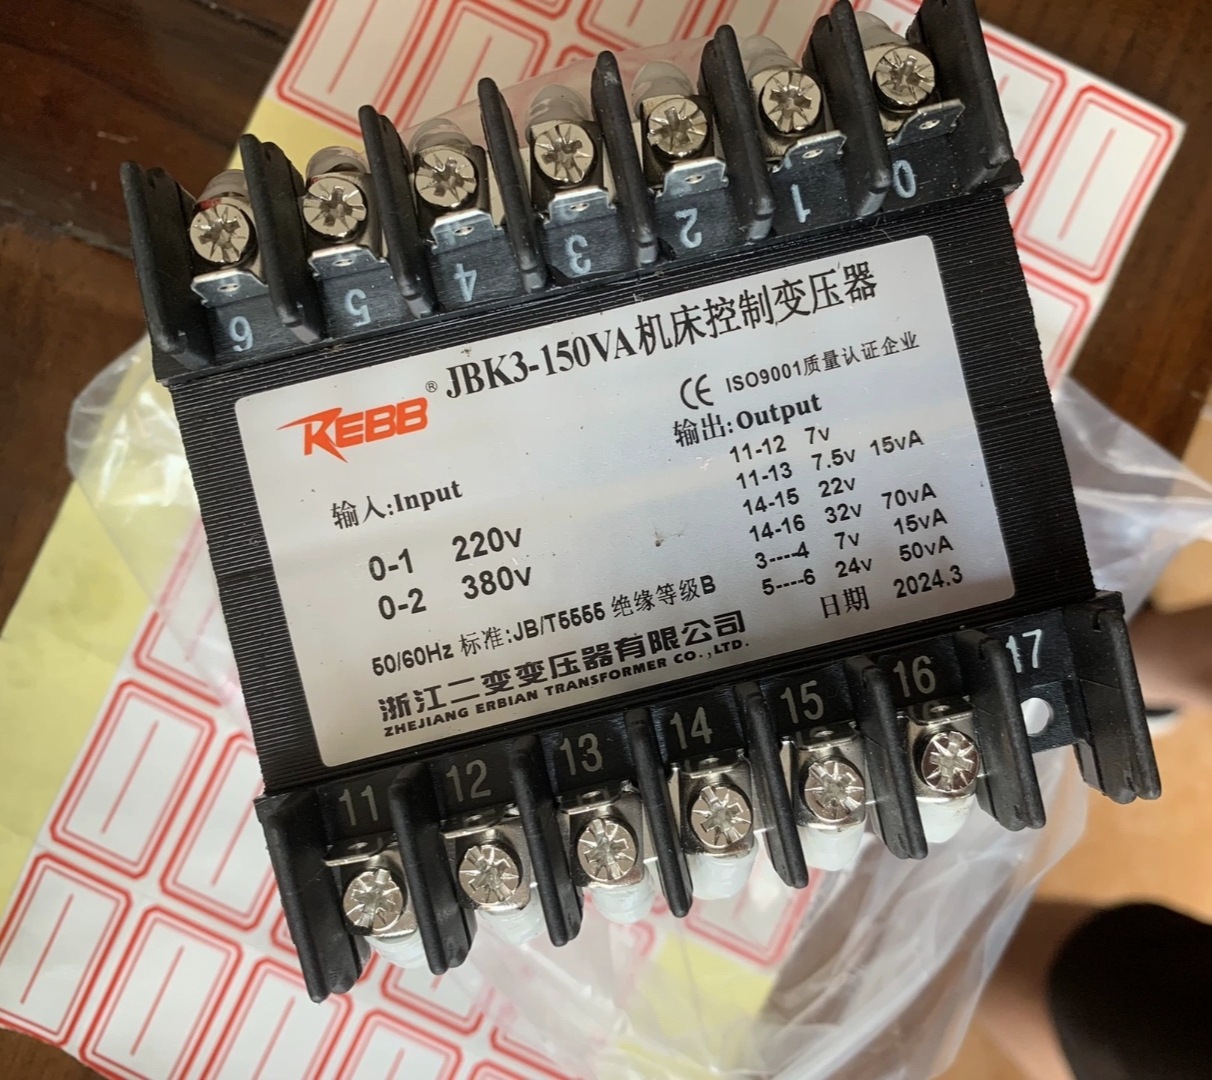 6 5 4 3 2 1 0
REBB® JBK3-150VA机床控制变压器
CE ISO9001质量认证企业
输入:Input
0-1 220v
0-2 380v
输出:Output
11-12 7v
11-13 7.5v 15vA
14-15 22v
14-16 32v 70vA
3----4 7v 15vA
5----6 24v 50vA
50/60Hz 标准:JB/T5555 绝缘等级B
日期 2024.3
浙江二变变压器有限公司
ZHEJIANG ERBIAN TRANSFORMER CO.,LTD.
11 12 13 14 15 16 17